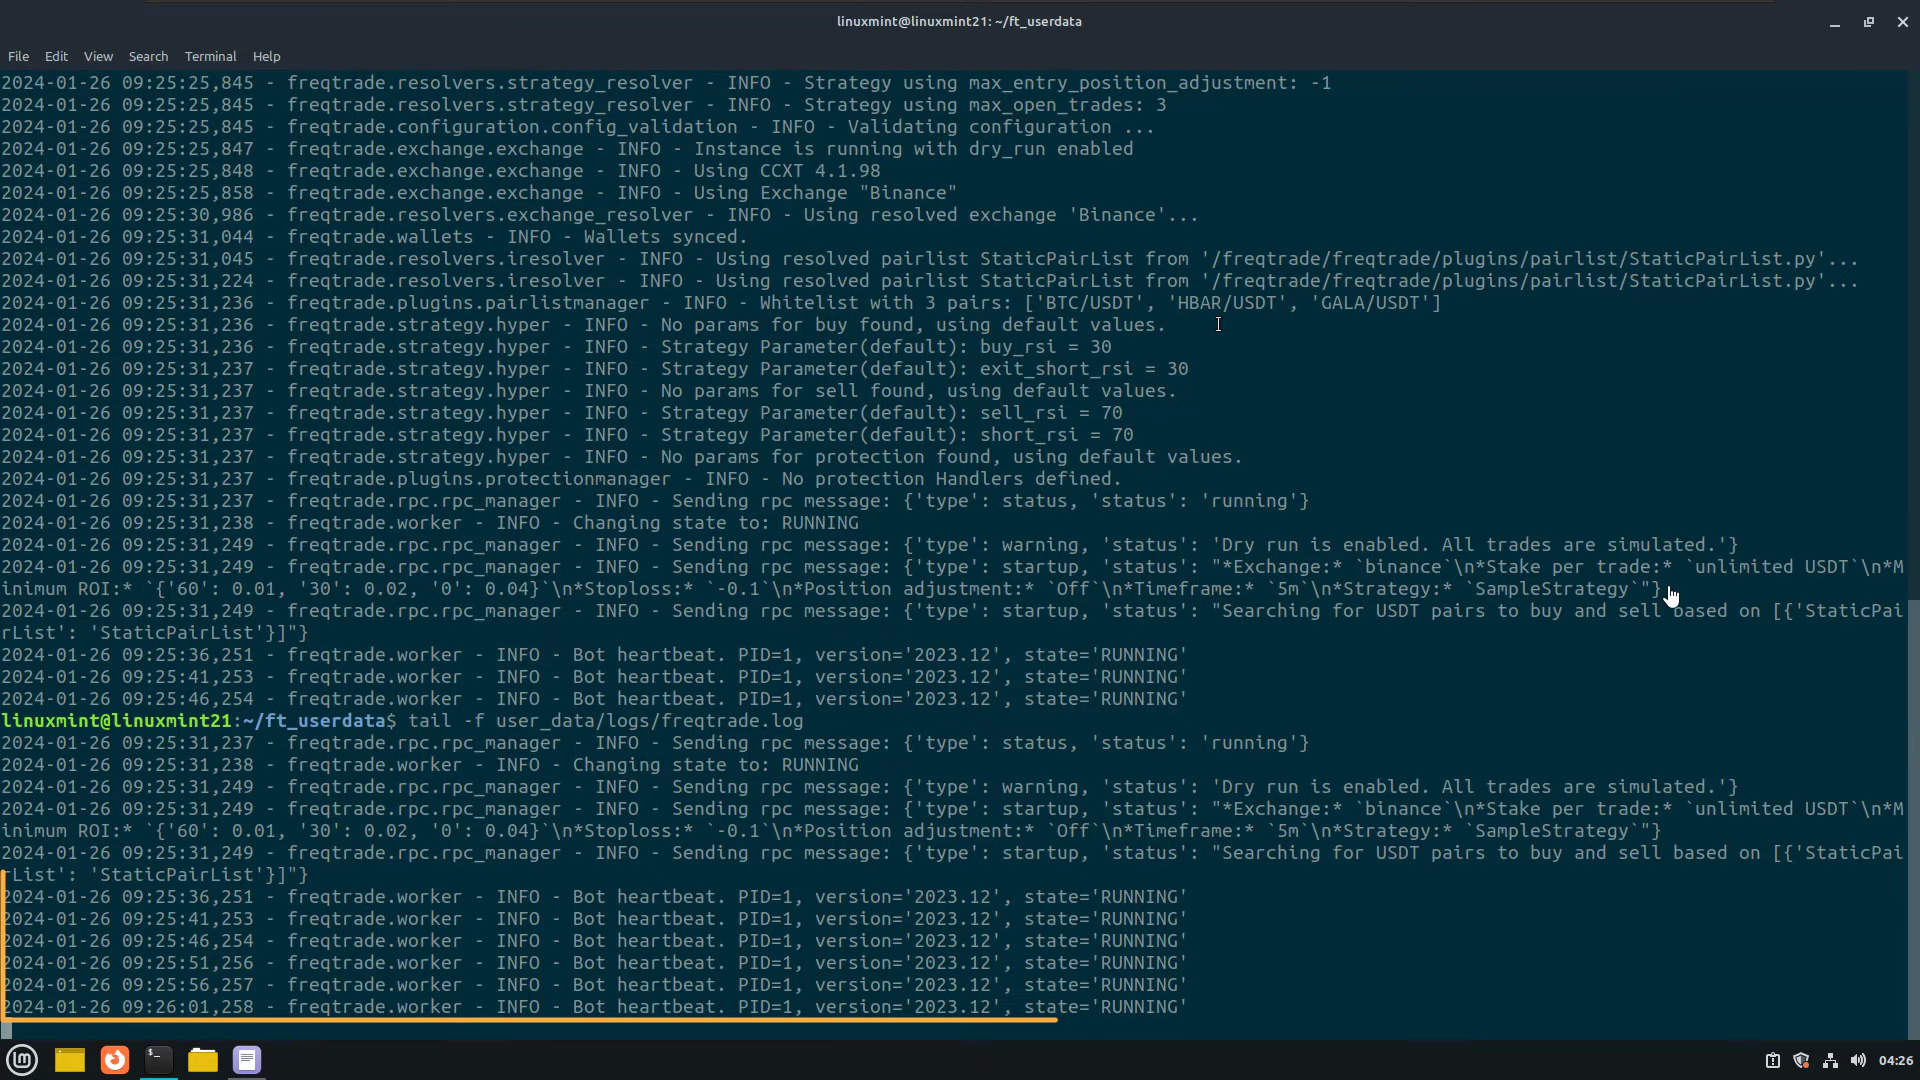 linuxmint@linuxmint21: ~/ft_userdata
File Edit View Search Terminal Help
2024-01-26 09:25:25,845 - freqtrade.resolvers.strategy_resolver - INFO - Strategy using max_entry_position_adjustment: -1
2024-01-26 09:25:25,845 - freqtrade.resolvers.strategy_resolver - INFO - Strategy using max_open_trades: 3
2024-01-26 09:25:25,845 - freqtrade.configuration.config_validation - INFO - Validating configuration ...
2024-01-26 09:25:25,847 - freqtrade.exchange.exchange - INFO - Instance is running with dry_run enabled
2024-01-26 09:25:25,848 - freqtrade.exchange.exchange - INFO - Using CCXT 4.1.98
2024-01-26 09:25:25,858 - freqtrade.exchange.exchange - INFO - Using Exchange "Binance"
2024-01-26 09:25:30,986 - freqtrade.resolvers.exchange_resolver - INFO - Using resolved exchange 'Binance'...
2024-01-26 09:25:31,044 - freqtrade.wallets - INFO - Wallets synced.
2024-01-26 09:25:31,045 - freqtrade.resolvers.iresolver - INFO - Using resolved pairlist StaticPairList from '/freqtrade/freqtrade/plugins/pairlist/StaticPairList.py'...
2024-01-26 09:25:31,224 - freqtrade.resolvers.iresolver - INFO - Using resolved pairlist StaticPairList from '/freqtrade/freqtrade/plugins/pairlist/StaticPairList.py'...
2024-01-26 09:25:31,236 - freqtrade.plugins.pairlistmanager - INFO - Whitelist with 3 pairs: ['BTC/USDT', 'HBAR/USDT', 'GALA/USDT']
2024-01-26 09:25:31,236 - freqtrade.strategy.hyper - INFO - No params for buy found, using default values.
2024-01-26 09:25:31,236 - freqtrade.strategy.hyper - INFO - Strategy Parameter(default): buy_rsi = 30
2024-01-26 09:25:31,237 - freqtrade.strategy.hyper - INFO - Strategy Parameter(default): exit_short_rsi = 30
2024-01-26 09:25:31,237 - freqtrade.strategy.hyper - INFO - No params for sell found, using default values.
2024-01-26 09:25:31,237 - freqtrade.strategy.hyper - INFO - Strategy Parameter(default): sell_rsi = 70
2024-01-26 09:25:31,237 - freqtrade.strategy.hyper - INFO - Strategy Parameter(default): short_rsi = 70
2024-01-26 09:25:31,237 - freqtrade.strategy.hyper - INFO - No params for protection found, using default values.
2024-01-26 09:25:31,237 - freqtrade.plugins.protectionmanager - INFO - No protection Handlers defined.
2024-01-26 09:25:31,237 - freqtrade.rpc.rpc_manager - INFO - Sending rpc message: {'type': status, 'status': 'running'}
2024-01-26 09:25:31,238 - freqtrade.worker - INFO - Changing state to: RUNNING
2024-01-26 09:25:31,249 - freqtrade.rpc.rpc_manager - INFO - Sending rpc message: {'type': warning, 'status': 'Dry run is enabled. All trades are simulated.'}
2024-01-26 09:25:31,249 - freqtrade.rpc.rpc_manager - INFO - Sending rpc message: {'type': startup, 'status': "*Exchange:* `binance`\n*Stake per trade:* `unlimited USDT`\n*M
inimum ROI:* `{'60': 0.01, '30': 0.02, '0': 0.04}`\n*Stoploss:* `-0.1`\n*Position adjustment:* `Off`\n*Timeframe:* `5m`\n*Strategy:* `SampleStrategy`"}
2024-01-26 09:25:31,249 - freqtrade.rpc.rpc_manager - INFO - Sending rpc message: {'type': startup, 'status': "Searching for USDT pairs to buy and sell based on [{'StaticPai
rList': 'StaticPairList'}]"}
2024-01-26 09:25:36,251 - freqtrade.worker - INFO - Bot heartbeat. PID=1, version='2023.12', state='RUNNING'
2024-01-26 09:25:41,253 - freqtrade.worker - INFO - Bot heartbeat. PID=1, version='2023.12', state='RUNNING'
2024-01-26 09:25:46,254 - freqtrade.worker - INFO - Bot heartbeat. PID=1, version='2023.12', state='RUNNING'
linuxmint@linuxmint21:~/ft_userdata$ tail -f user_data/logs/freqtrade.log
2024-01-26 09:25:31,237 - freqtrade.rpc.rpc_manager - INFO - Sending rpc message: {'type': status, 'status': 'running'}
2024-01-26 09:25:31,238 - freqtrade.worker - INFO - Changing state to: RUNNING
2024-01-26 09:25:31,249 - freqtrade.rpc.rpc_manager - INFO - Sending rpc message: {'type': warning, 'status': 'Dry run is enabled. All trades are simulated.'}
2024-01-26 09:25:31,249 - freqtrade.rpc.rpc_manager - INFO - Sending rpc message: {'type': startup, 'status': "*Exchange:* `binance`\n*Stake per trade:* `unlimited USDT`\n*M
inimum ROI:* `{'60': 0.01, '30': 0.02, '0': 0.04}`\n*Stoploss:* `-0.1`\n*Position adjustment:* `Off`\n*Timeframe:* `5m`\n*Strategy:* `SampleStrategy`"}
2024-01-26 09:25:31,249 - freqtrade.rpc.rpc_manager - INFO - Sending rpc message: {'type': startup, 'status': "Searching for USDT pairs to buy and sell based on [{'StaticPai
rList': 'StaticPairList'}]"}
2024-01-26 09:25:36,251 - freqtrade.worker - INFO - Bot heartbeat. PID=1, version='2023.12', state='RUNNING'
2024-01-26 09:25:41,253 - freqtrade.worker - INFO - Bot heartbeat. PID=1, version='2023.12', state='RUNNING'
2024-01-26 09:25:46,254 - freqtrade.worker - INFO - Bot heartbeat. PID=1, version='2023.12', state='RUNNING'
2024-01-26 09:25:51,256 - freqtrade.worker - INFO - Bot heartbeat. PID=1, version='2023.12', state='RUNNING'
2024-01-26 09:25:56,257 - freqtrade.worker - INFO - Bot heartbeat. PID=1, version='2023.12', state='RUNNING'
2024-01-26 09:26:01,258 - freqtrade.worker - INFO - Bot heartbeat. PID=1, version='2023.12', state='RUNNING'
04:26